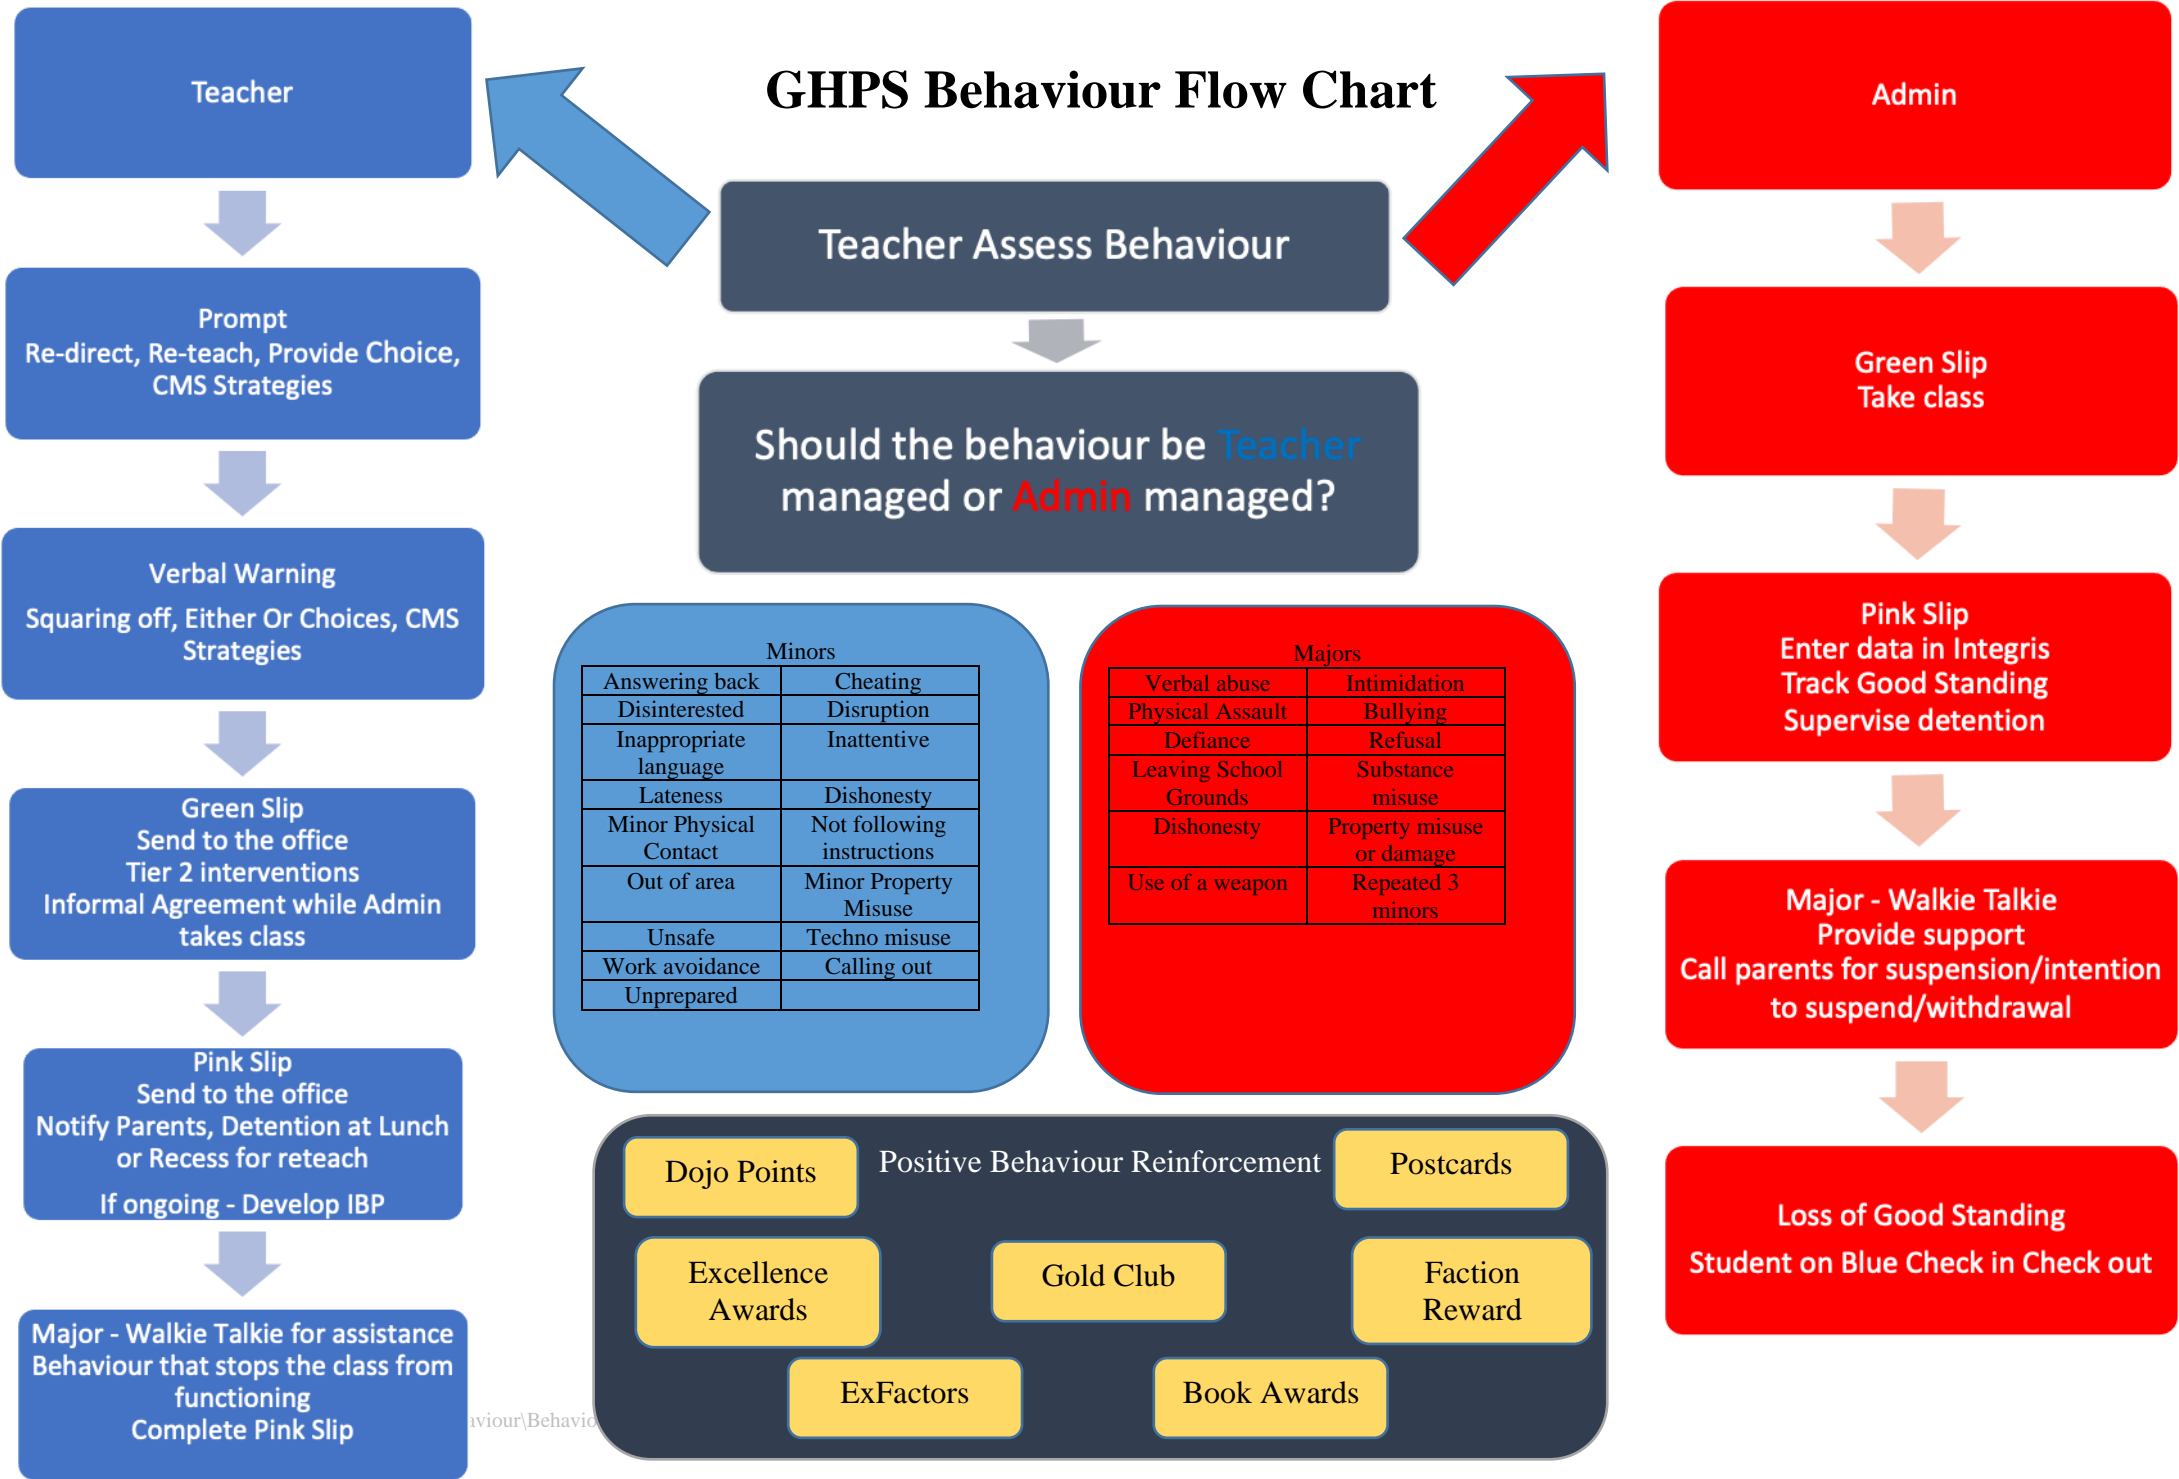 GHPS Behaviour Flow Chart
Teacher
Prompt
Re-direct, Re-teach, Provide Choice,
CMS Strategies
Verbal Warning
Squaring off, Either Or Choices, CMS
Strategies
Green Slip
Send to the office
Tier 2 interventions
Informal Agreement while Admin
takes class
Pink Slip
Send to the office
Notify Parents, Detention at Lunch
or Recess for reteach
If ongoing - Develop IBP
Major - Walkie Talkie for assistance
Behaviour that stops the class from
functioning
Complete Pink Slip
Teacher Assess Behaviour
Should the behaviour be Teacher
managed or Admin managed?
Minors
Answering back Cheating
Disinterested Disruption
Inappropriate Inattentive
language
Lateness Dishonesty
Minor Physical Not following
Contact instructions
Out of area Minor Property
Misuse
Unsafe Techno misuse
Work avoidance Calling out
Unprepared
Majors
Verbal abuse Intimidation
Physical Assault Bullying
Defiance Refusal
Leaving School Substance
Grounds misuse
Dishonesty Property misuse
or damage
Use of a weapon Repeated 3
minors
Positive Behaviour Reinforcement
Dojo Points
Postcards
Excellence
Awards
Gold Club
Faction
Reward
ExFactors
Book Awards
aviour\Behavio
Admin
Green Slip
Take class
Pink Slip
Enter data in Integris
Track Good Standing
Supervise detention
Major - Walkie Talkie
Provide support
Call parents for suspension/intention
to suspend/withdrawal
Loss of Good Standing
Student on Blue Check in Check out